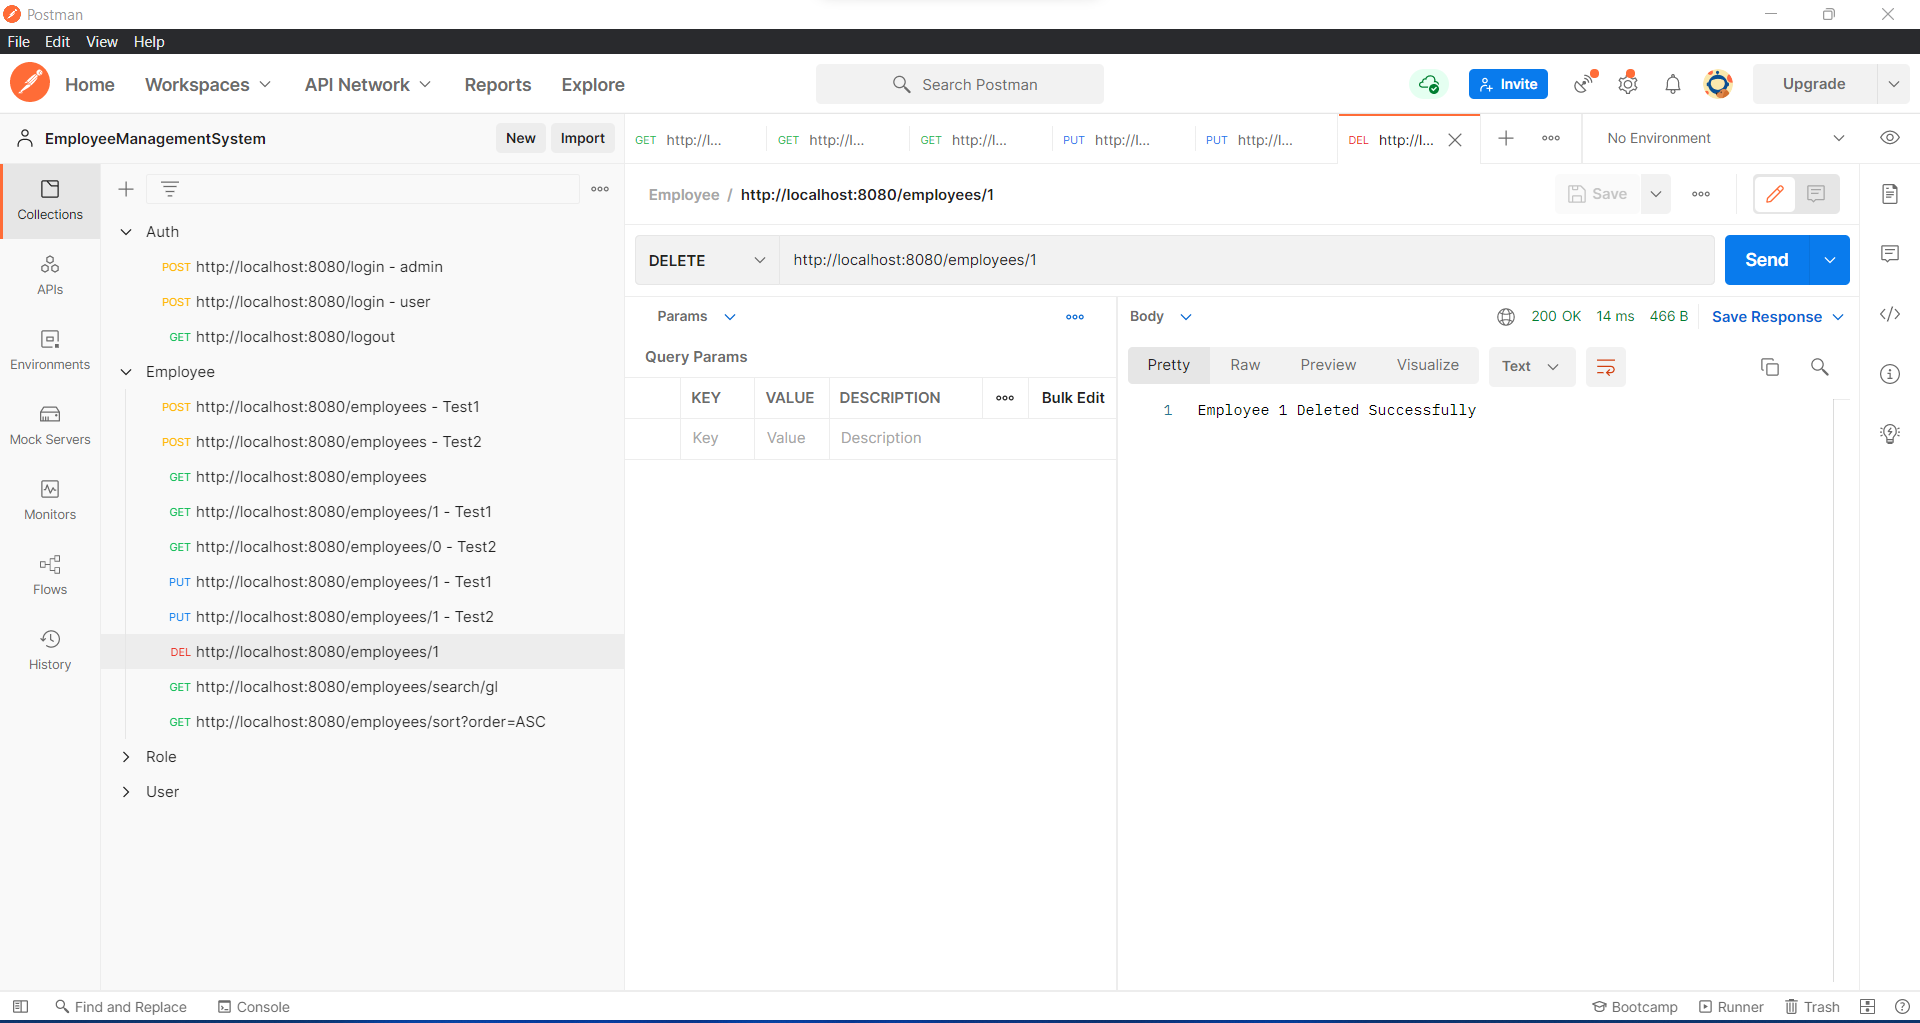 Postman
File Edit View Help
Home Workspaces API Network Reports Explore Search Postman Invite Upgrade
EmployeeManagementSystem New Import
GET http://l... GET http://l... GET http://l... PUT http://l... PUT http://l... DEL http://l... No Environment
Collections
APIs
Environments
Mock Servers
Monitors
Flows
History
Auth
POST http://localhost:8080/login - admin
POST http://localhost:8080/login - user
GET http://localhost:8080/logout
Employee
POST http://localhost:8080/employees - Test1
POST http://localhost:8080/employees - Test2
GET http://localhost:8080/employees
GET http://localhost:8080/employees/1 - Test1
GET http://localhost:8080/employees/0 - Test2
PUT http://localhost:8080/employees/1 - Test1
PUT http://localhost:8080/employees/1 - Test2
DEL http://localhost:8080/employees/1
GET http://localhost:8080/employees/search/gl
GET http://localhost:8080/employees/sort?order=ASC
Role
User
Employee / http://localhost:8080/employees/1 Save
DELETE http://localhost:8080/employees/1 Send
Params
Query Params
KEY VALUE DESCRIPTION Bulk Edit
Key Value Description
Body 200 OK 14 ms 466 B Save Response
Pretty Raw Preview Visualize Text
1 Employee 1 Deleted Successfully
Find and Replace Console Bootcamp Runner Trash